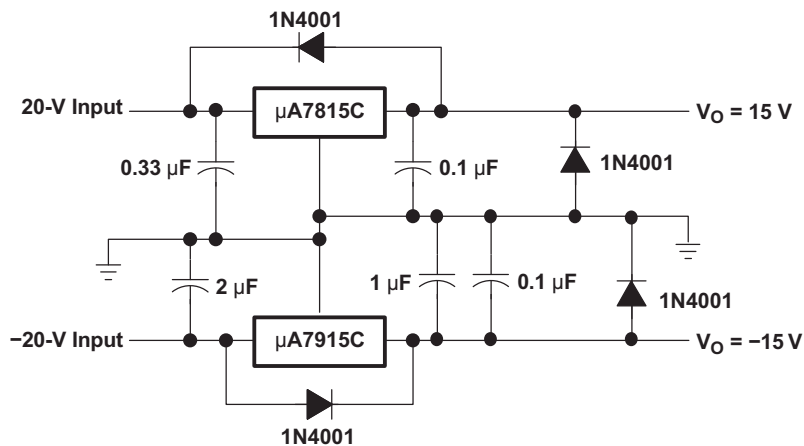 1N4001
20-V Input
µA7815C
V_O = 15 V
0.33 µF
0.1 µF
1N4001
2 µF
1 µF
0.1 µF
1N4001
−20-V Input
µA7915C
V_O = −15 V
1N4001